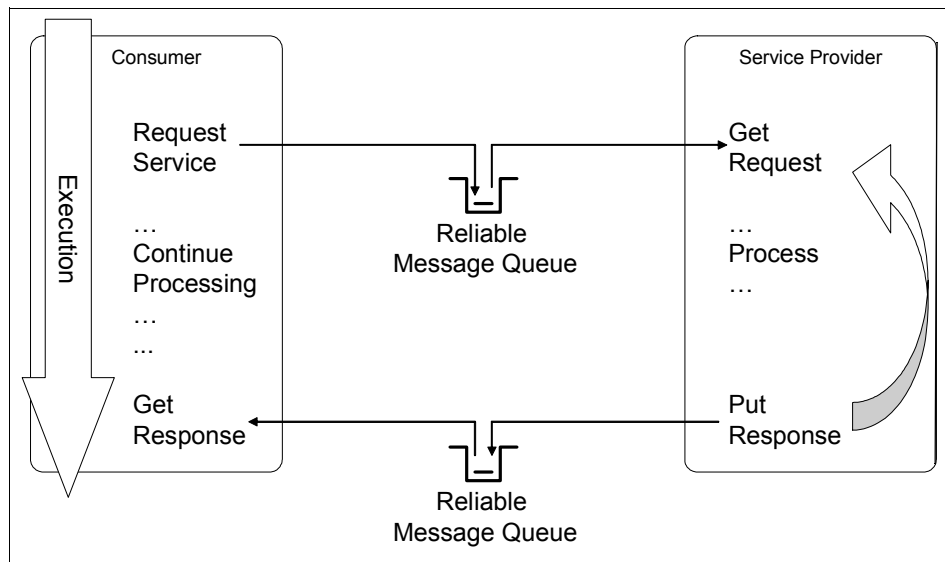 Consumer
Service Provider
Execution
Request
Service
…
Continue
Processing
…
...
Get
Response
Reliable
Message Queue
Get
Request
…
Process
…
Put
Response
Reliable
Message Queue